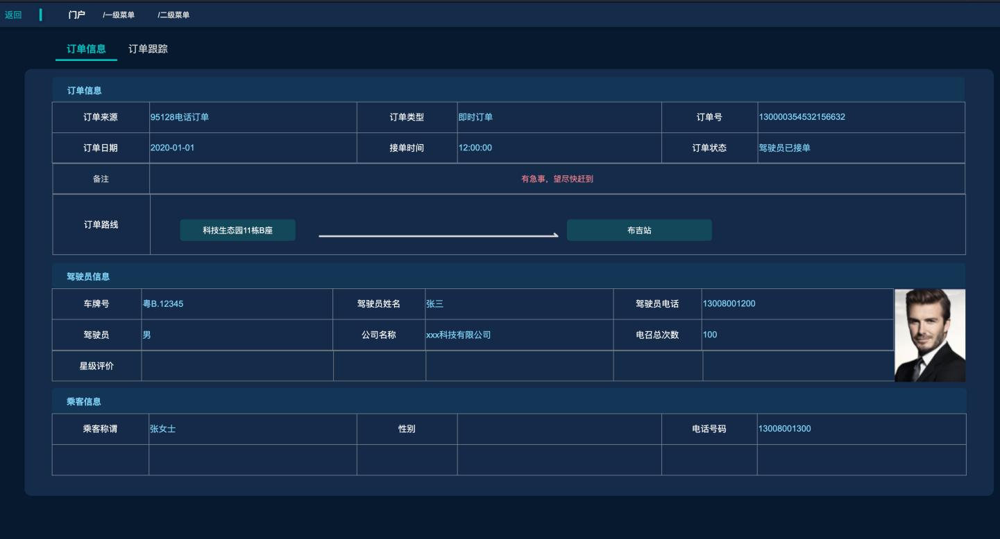 返回 门户 /一级菜单 /二级菜单
订单信息 订单跟踪
订单信息
订单来源 95128电话订单 订单类型 即时订单 订单号 130000354532156632
订单日期 2020-01-01 接单时间 12:00:00 订单状态 驾驶员已接单
备注 有急事，望尽快赶到
订单路线 科技生态园11栋B座 布吉站
驾驶员信息
车牌号 粤B.12345 驾驶员姓名 张三 驾驶员电话 13008001200
驾驶员 男 公司名称 xxx科技有限公司 电召总次数 100
星级评价
乘客信息
乘客称谓 张女士 性别 电话号码 13008001300